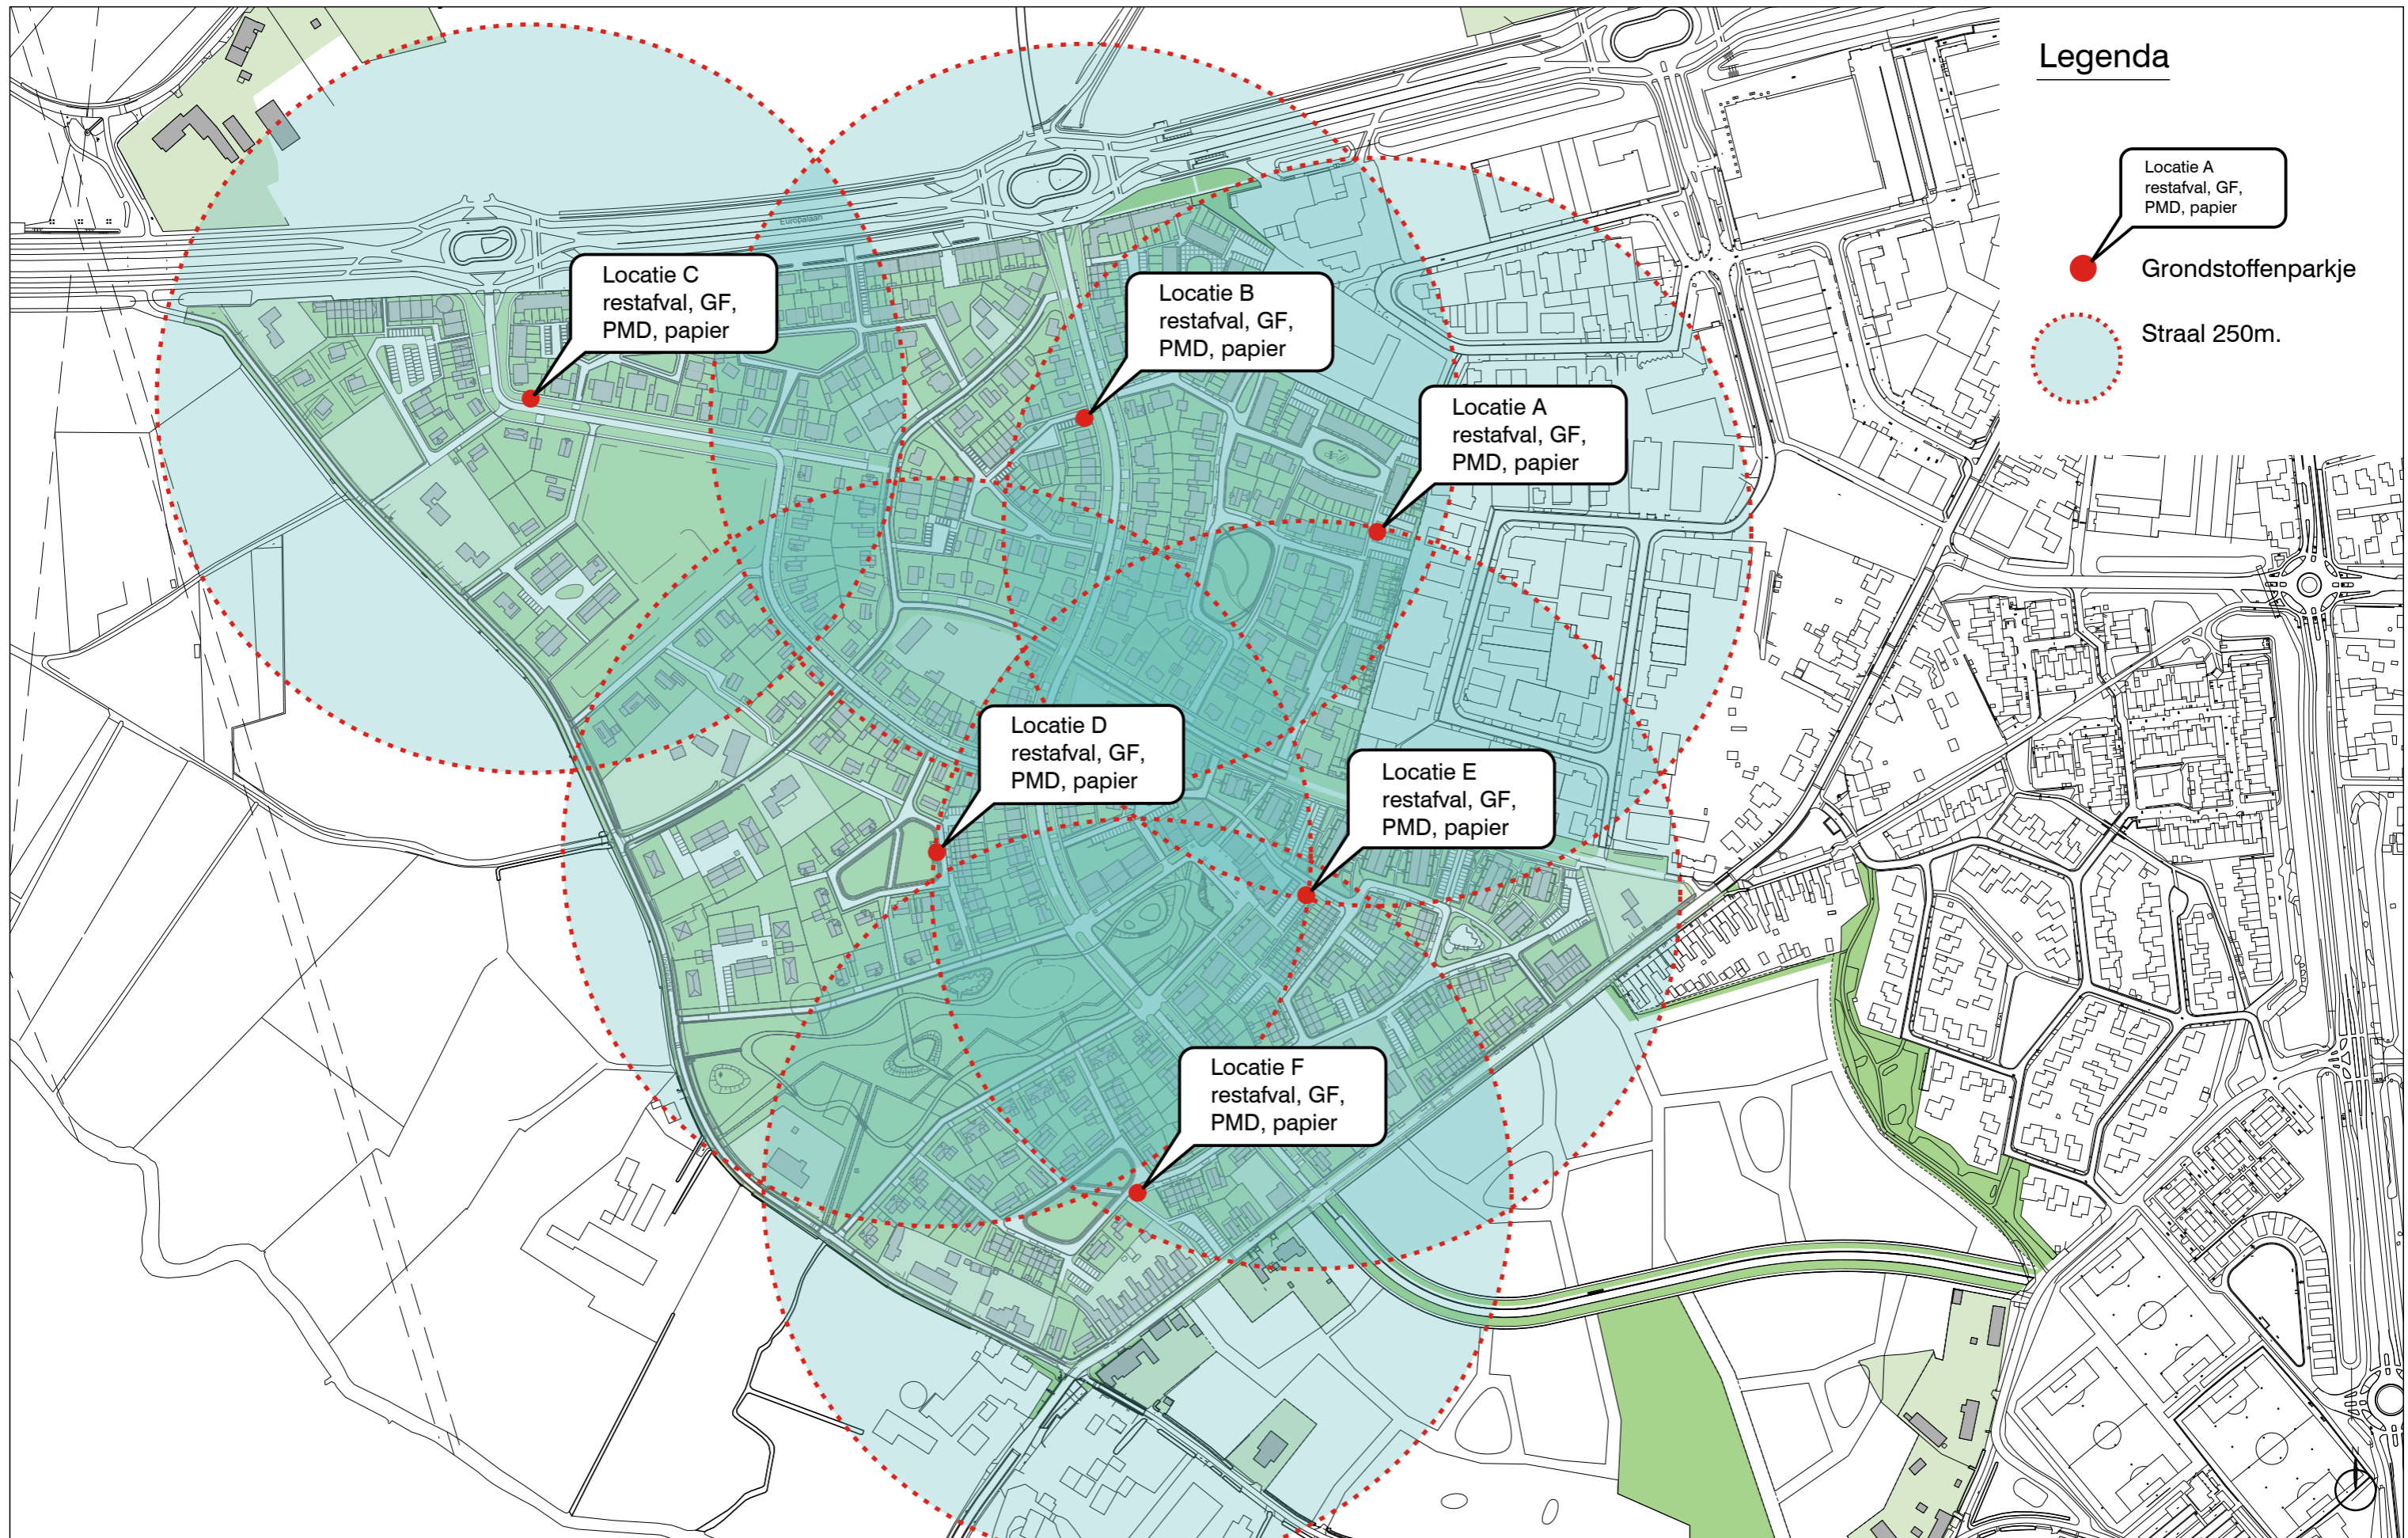 Legenda
Locatie A
restafval, GF,
PMD, papier
Grondstoffenparkje
Straal 250m.
Europalaan
Locatie C
restafval, GF,
PMD, papier
Locatie B
restafval, GF,
PMD, papier
Locatie A
restafval, GF,
PMD, papier
Locatie D
restafval, GF,
PMD, papier
Locatie E
restafval, GF,
PMD, papier
Locatie F
restafval, GF,
PMD, papier